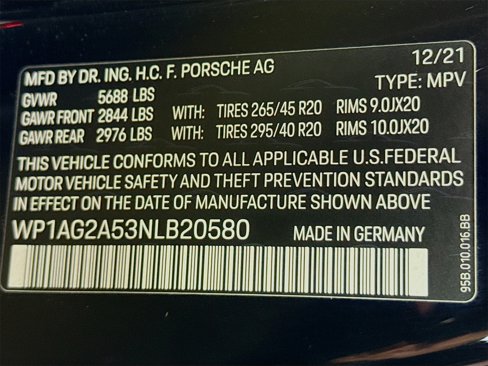 MFD BY DR. ING. H.C. F. PORSCHE AG 12/21
GVWR 5688 LBS TYPE: MPV
GAWR FRONT 2844 LBS WITH: TIRES 265/45 R20 RIMS 9.0JX20
GAWR REAR 2976 LBS WITH: TIRES 295/40 R20 RIMS 10.0JX20
THIS VEHICLE CONFORMS TO ALL APPLICABLE U.S.FEDERAL
MOTOR VEHICLE SAFETY AND THEFT PREVENTION STANDARDS
IN EFFECT ON THE DATE OF MANUFACTURE SHOWN ABOVE
WP1AG2A53NLB20580 MADE IN GERMANY
95B.010.016.BB